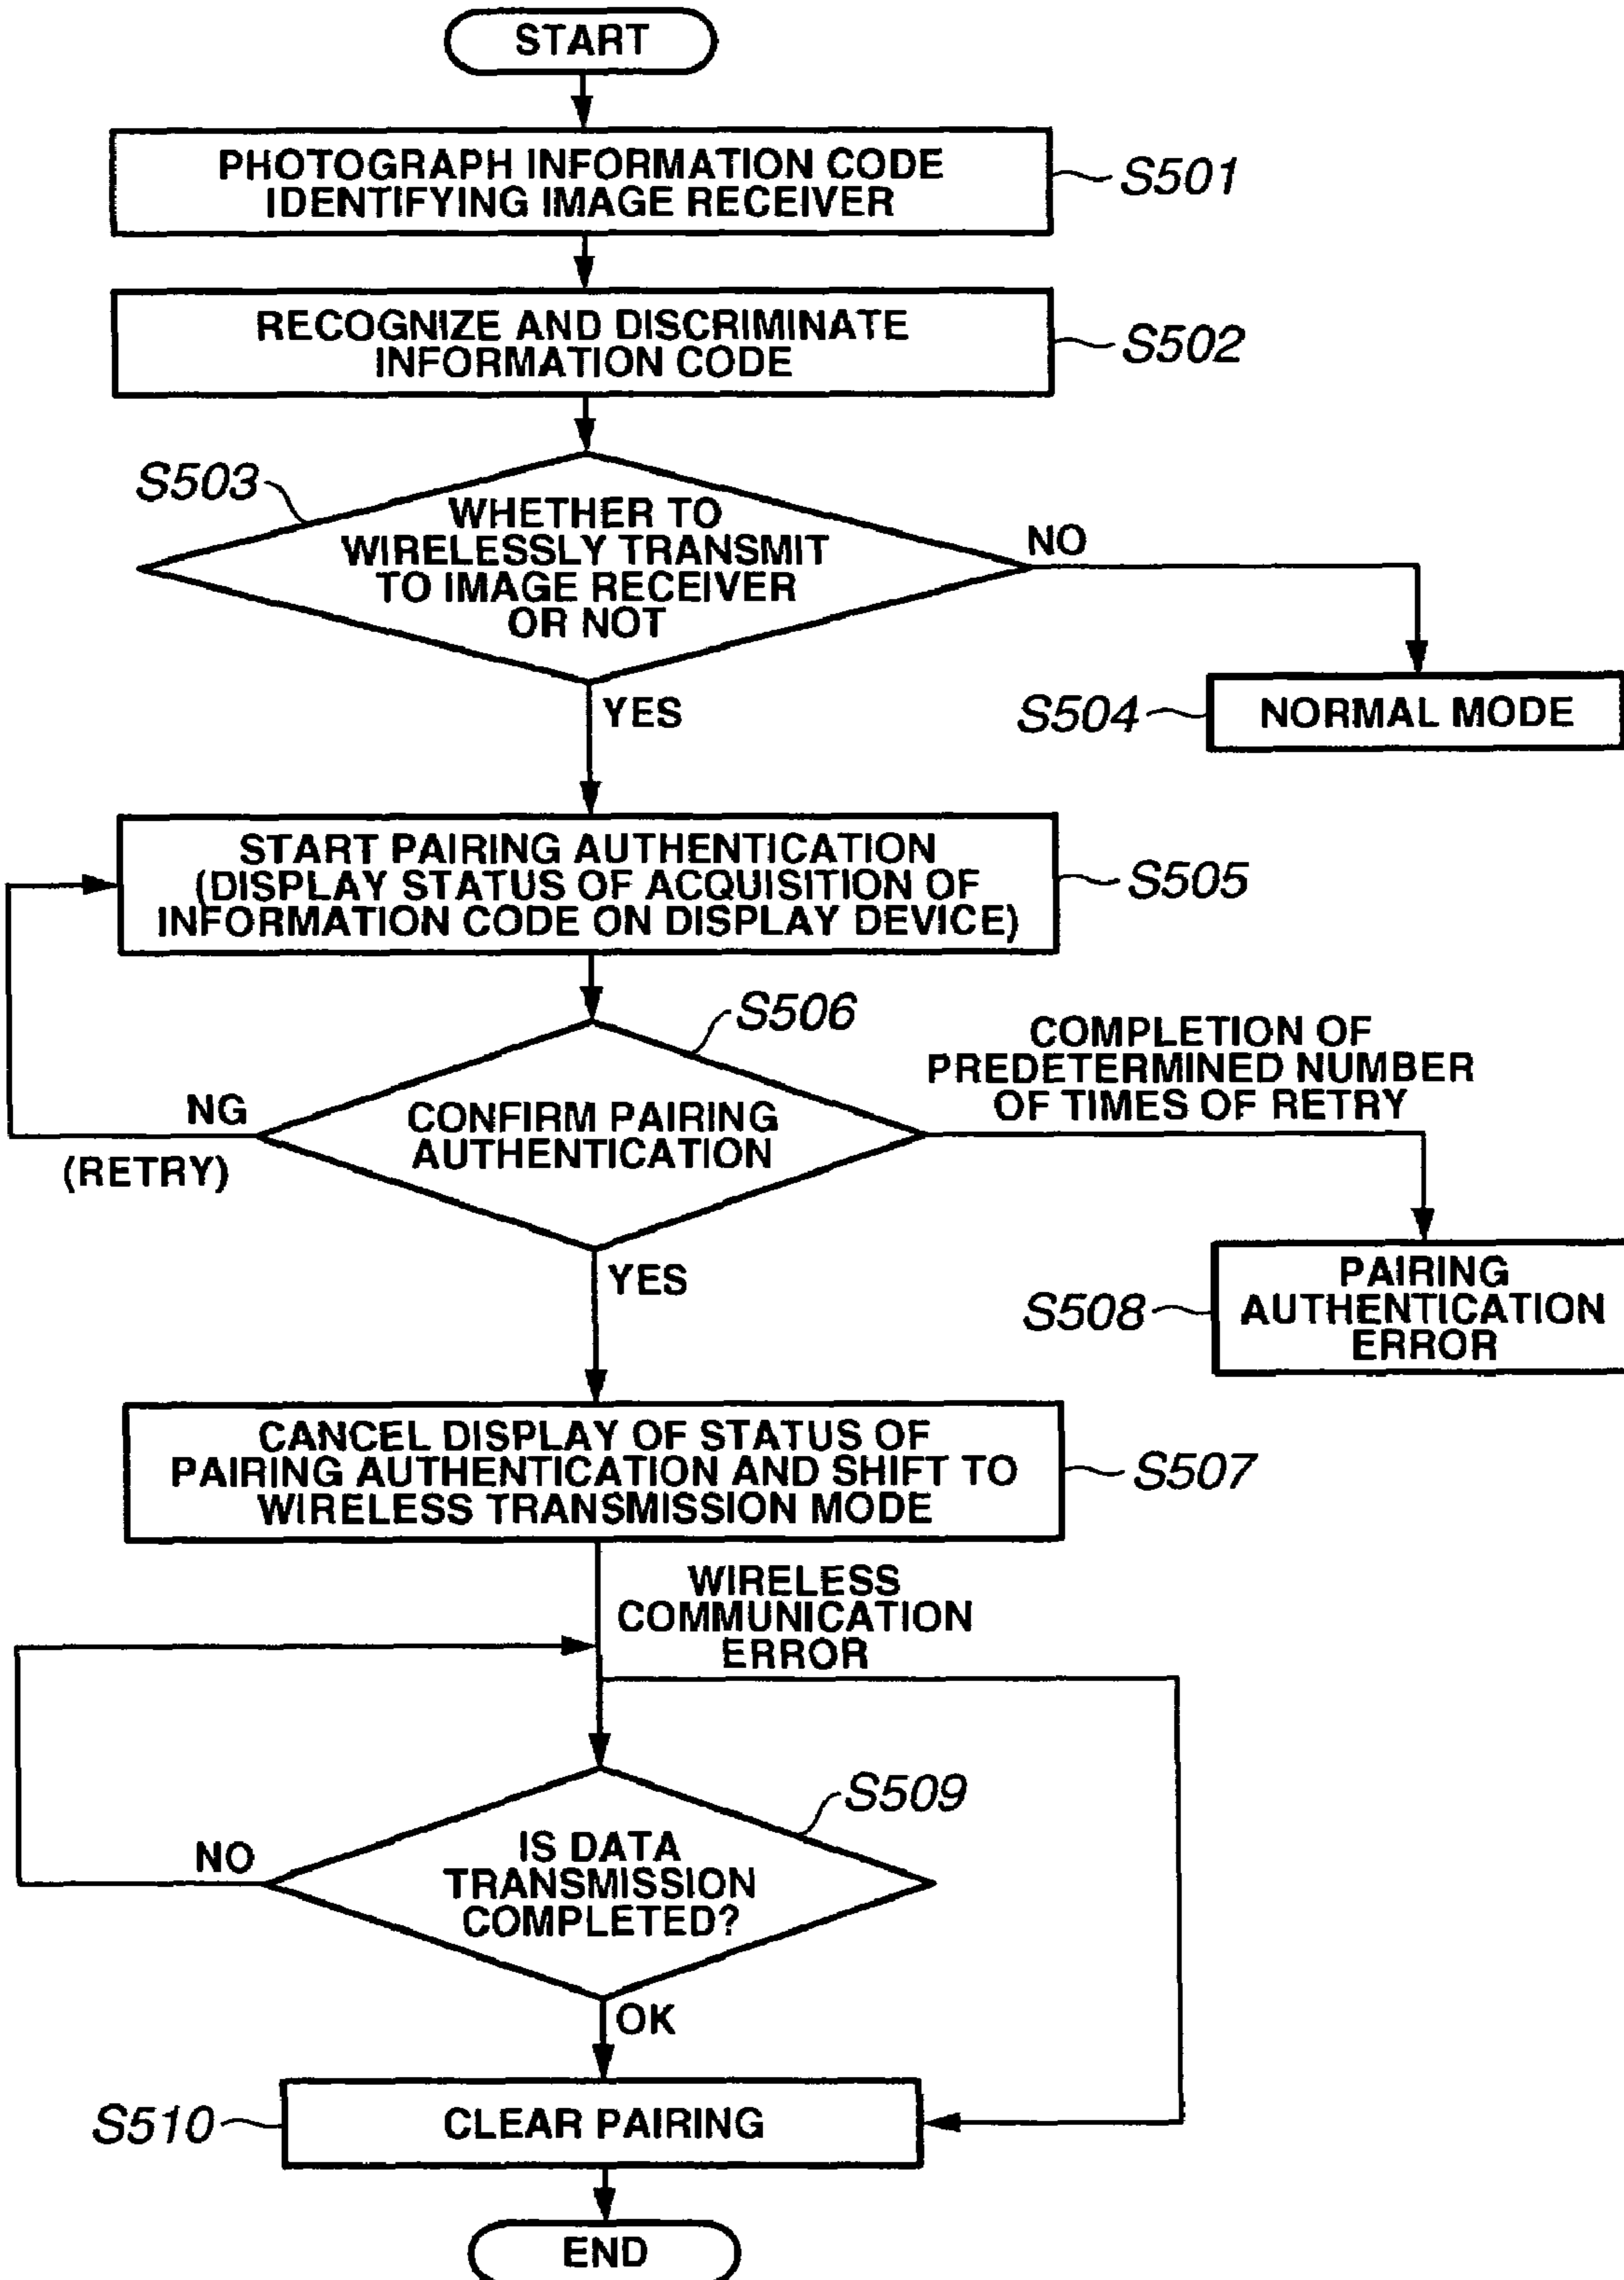 START
PHOTOGRAPH INFORMATION CODE
IDENTIFYING IMAGE RECEIVER
S501
RECOGNIZE AND DISCRIMINATE
INFORMATION CODE
S502
S503
WHETHER TO
WIRELESSLY TRANSMIT
TO IMAGE RECEIVER
OR NOT
NO
YES
S504
NORMAL MODE
START PAIRING AUTHENTICATION
(DISPLAY STATUS OF ACQUISITION OF
INFORMATION CODE ON DISPLAY DEVICE)
S505
S506
COMPLETION OF
PREDETERMINED NUMBER
OF TIMES OF RETRY
NG
(RETRY)
CONFIRM PAIRING
AUTHENTICATION
YES
S508
PAIRING
AUTHENTICATION
ERROR
CANCEL DISPLAY OF STATUS OF
PAIRING AUTHENTICATION AND SHIFT TO
WIRELESS TRANSMISSION MODE
S507
WIRELESS
COMMUNICATION
ERROR
S509
NO
IS DATA
TRANSMISSION
COMPLETED?
OK
S510
CLEAR PAIRING
END